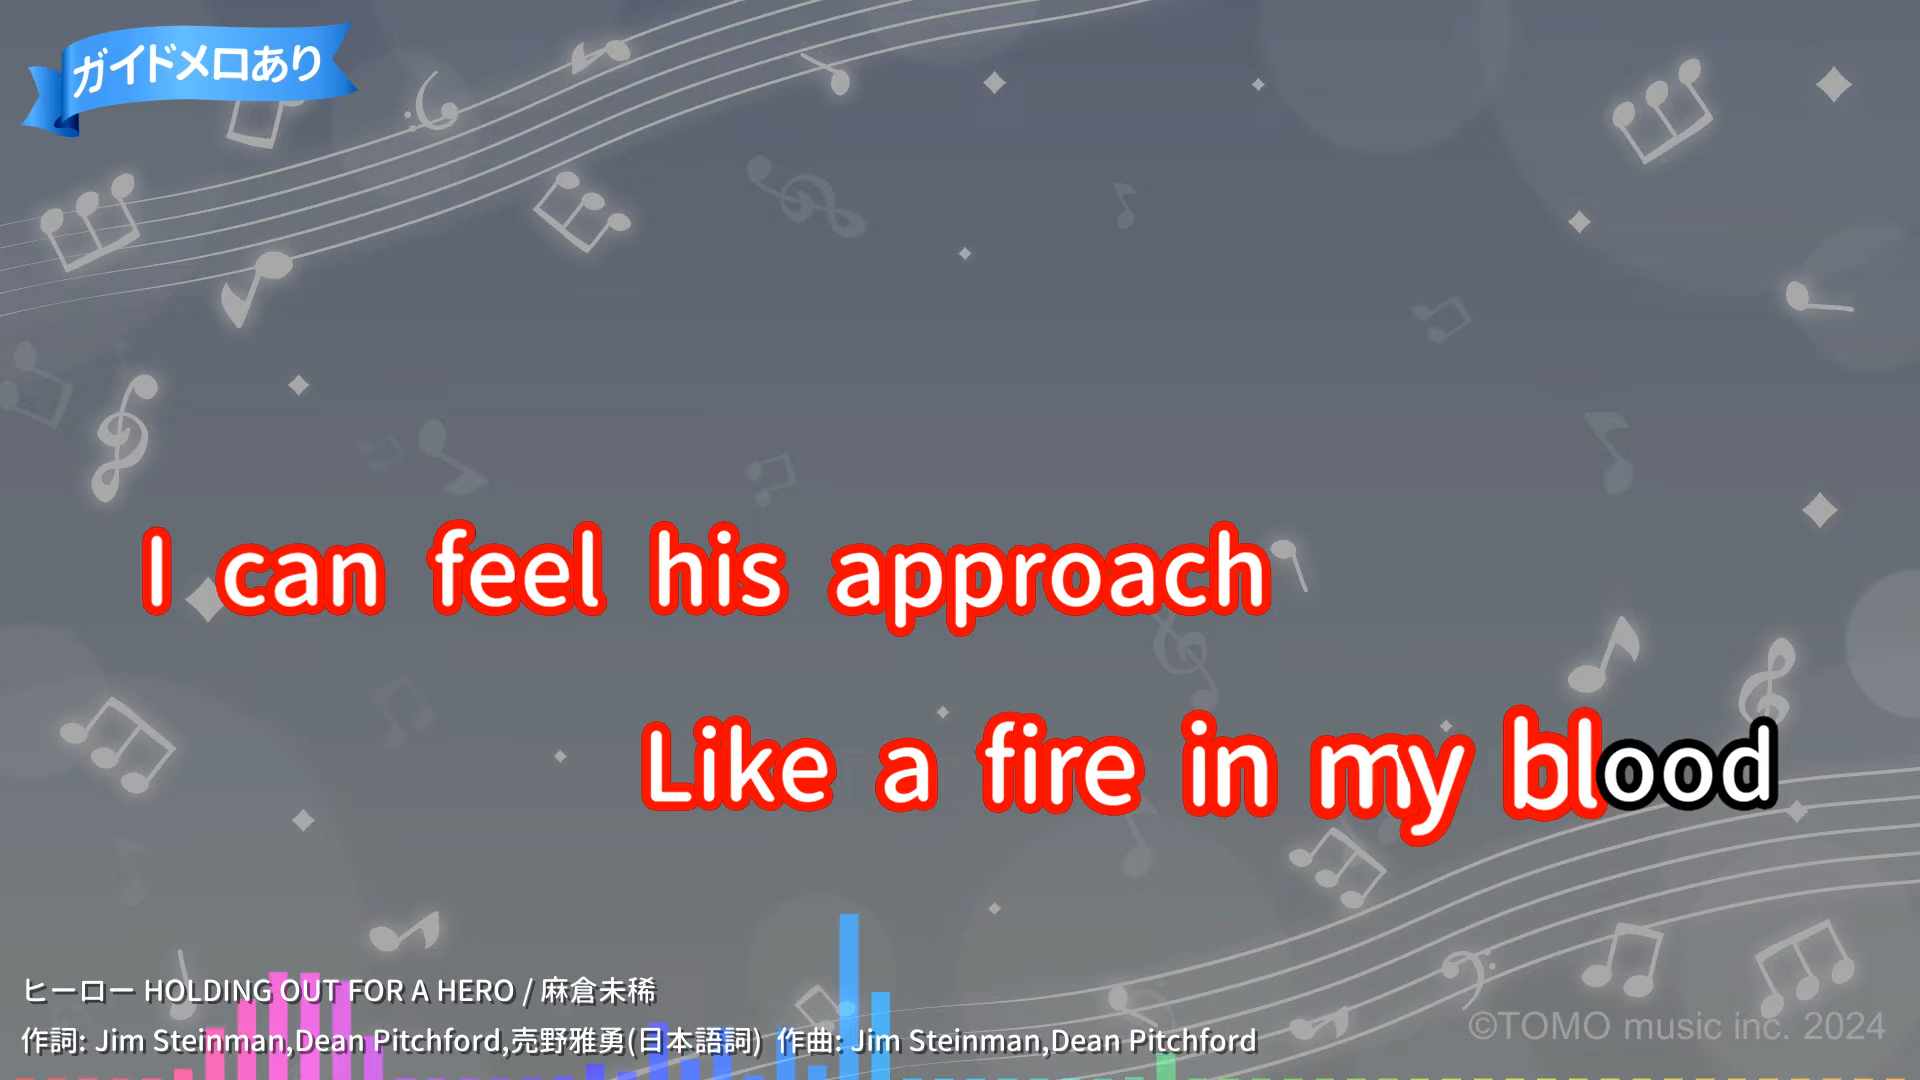 ガイドメロあり
I can feel his approach
Like a fire in my blood
ヒーロー HOLDING OUT FOR A HERO / 麻倉未稀
作詞: Jim Steinman,Dean Pitchford,売野雅勇(日本語詞) 作曲: Jim Steinman,Dean Pitchford
©TOMO music inc. 2024